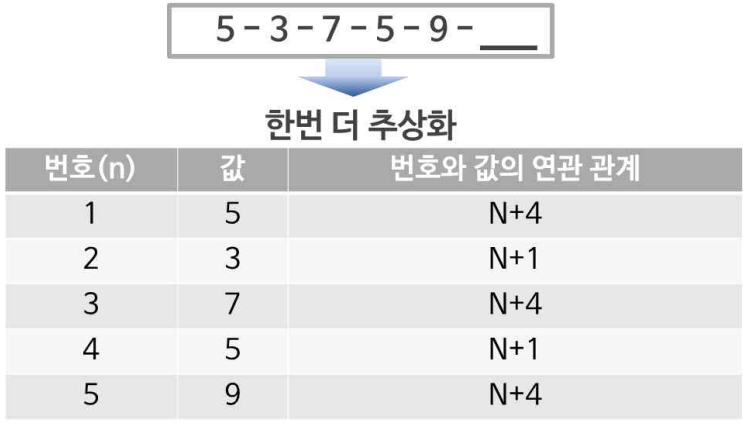 5 – 3 – 7 – 5 – 9 – ___
한번 더 추상화
번호(n) 값 번호와 값의 연관 관계
1 5 N+4
2 3 N+1
3 7 N+4
4 5 N+1
5 9 N+4